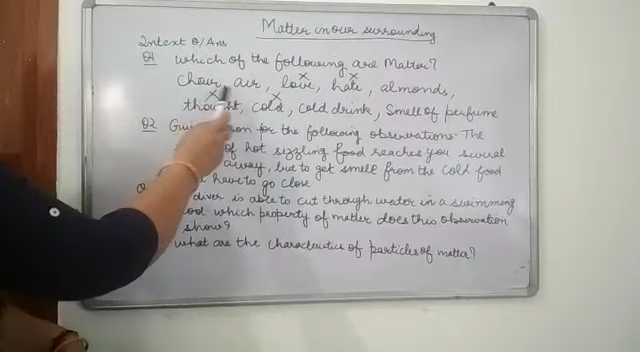 Matter in our surrounding
Intext Q/Ans
Q1 Which of the following are Matter?
Chair, air, love, hate, almonds,
thought, cold, cold drink, Smell of perfume
Q2 for the following observations- The
of hot sizzling food reaches you several
away, but to get smell from the cold food
have to go close
diver is able to cut through water in a swimming
which property of matter does this observation
show?
What are the characteristics of particles of matter?